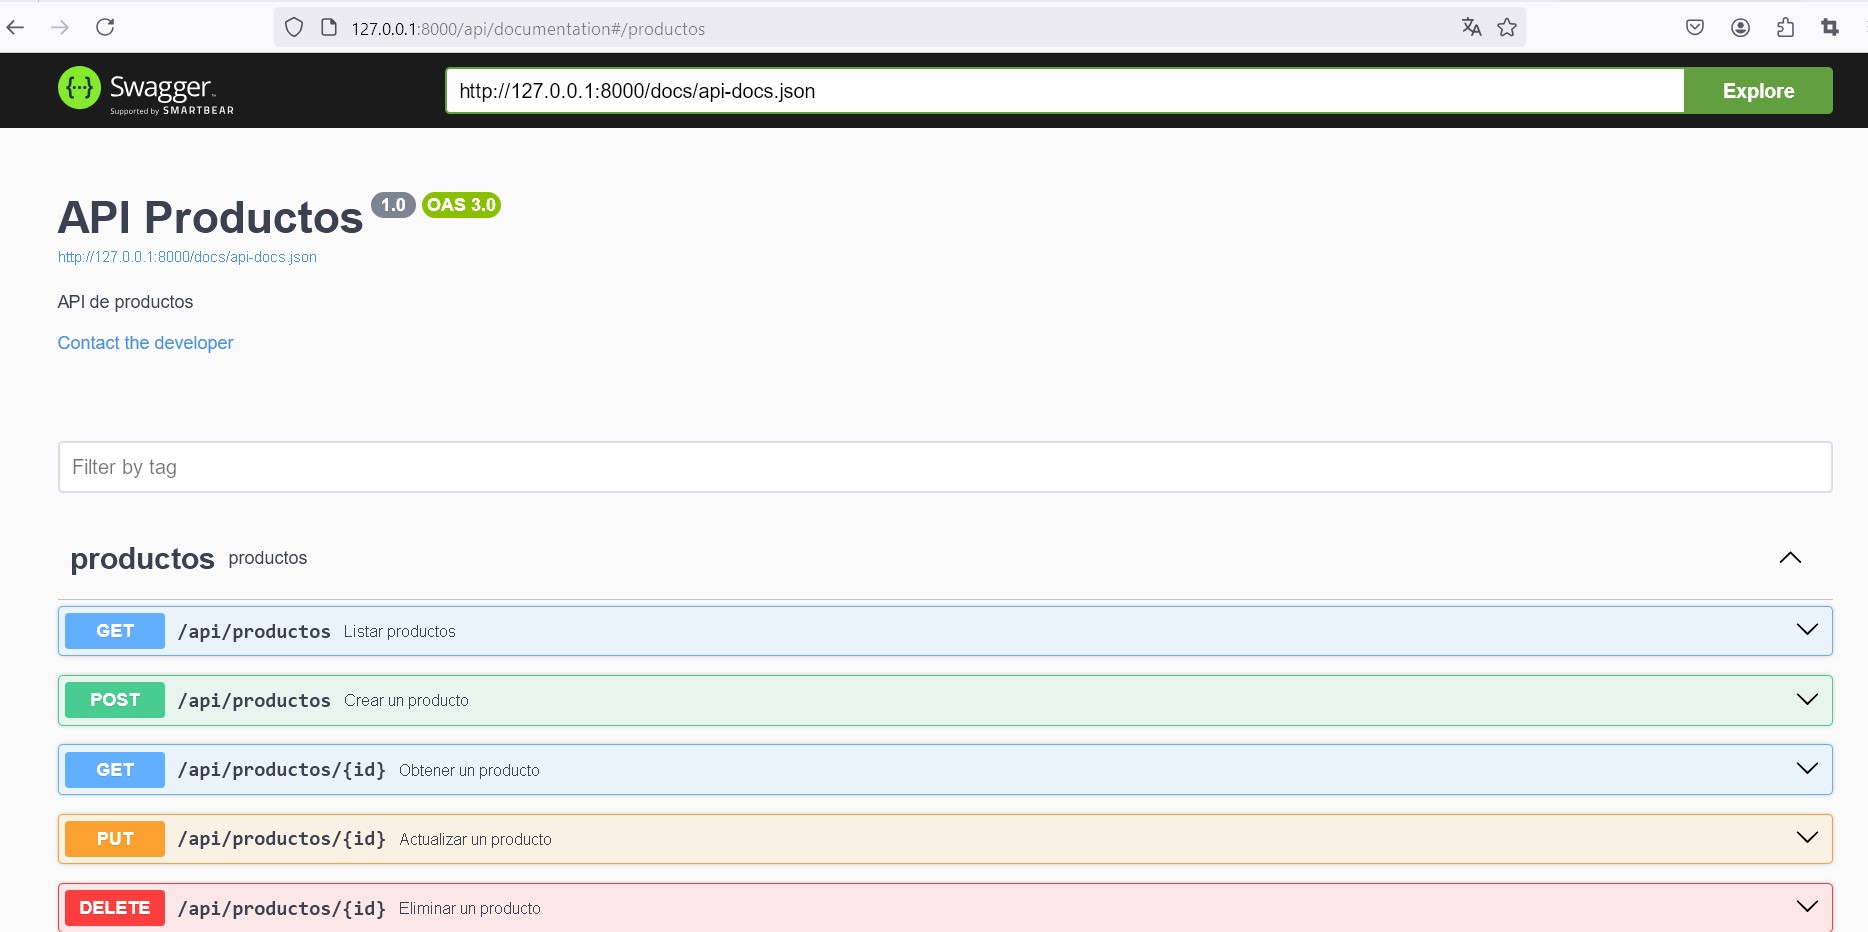 127.0.0.1:8000/api/documentation#/productos
{···} Swagger™
Supported by SMARTBEAR
http://127.0.0.1:8000/docs/api-docs.json
Explore
API Productos 1.0 OAS 3.0
http://127.0.0.1:8000/docs/api-docs.json
API de productos
Contact the developer
Filter by tag
productos productos
GET /api/productos Listar productos
POST /api/productos Crear un producto
GET /api/productos/{id} Obtener un producto
PUT /api/productos/{id} Actualizar un producto
DELETE /api/productos/{id} Eliminar un producto